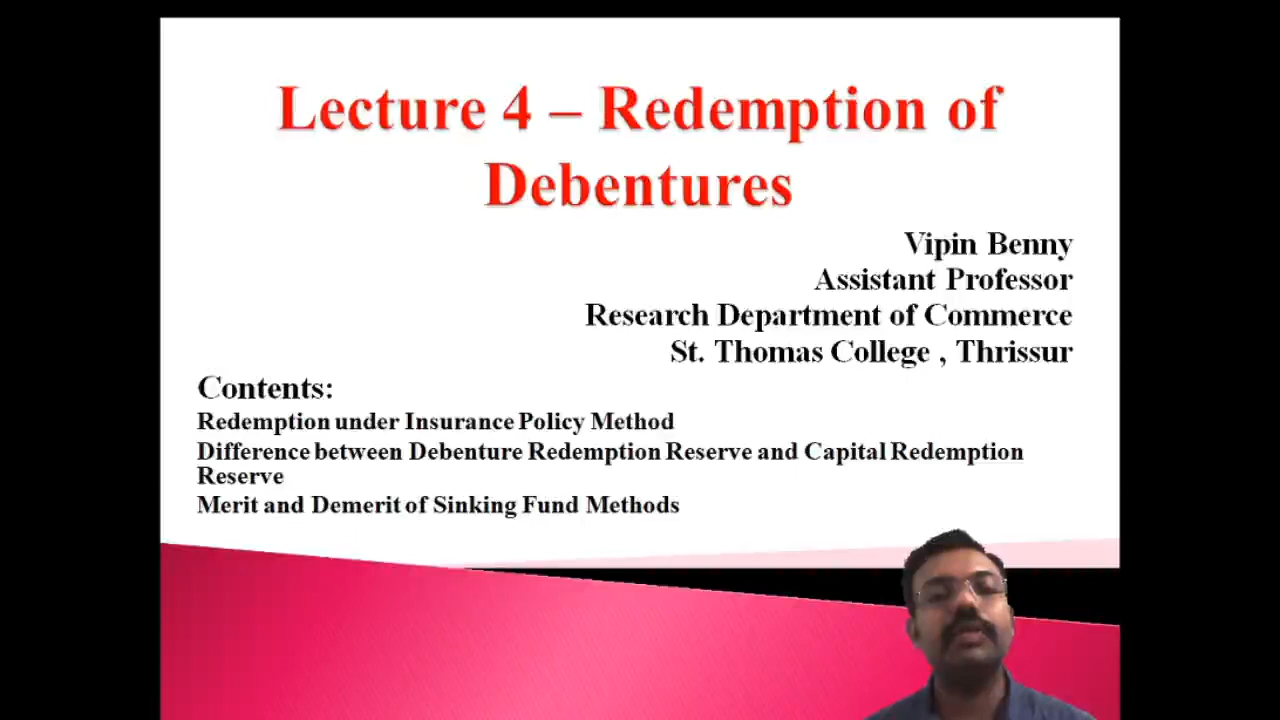 Lecture 4 – Redemption of
Debentures
Vipin Benny
Assistant Professor
Research Department of Commerce
St. Thomas College , Thrissur
Contents:
Redemption under Insurance Policy Method
Difference between Debenture Redemption Reserve and Capital Redemption
Reserve
Merit and Demerit of Sinking Fund Methods